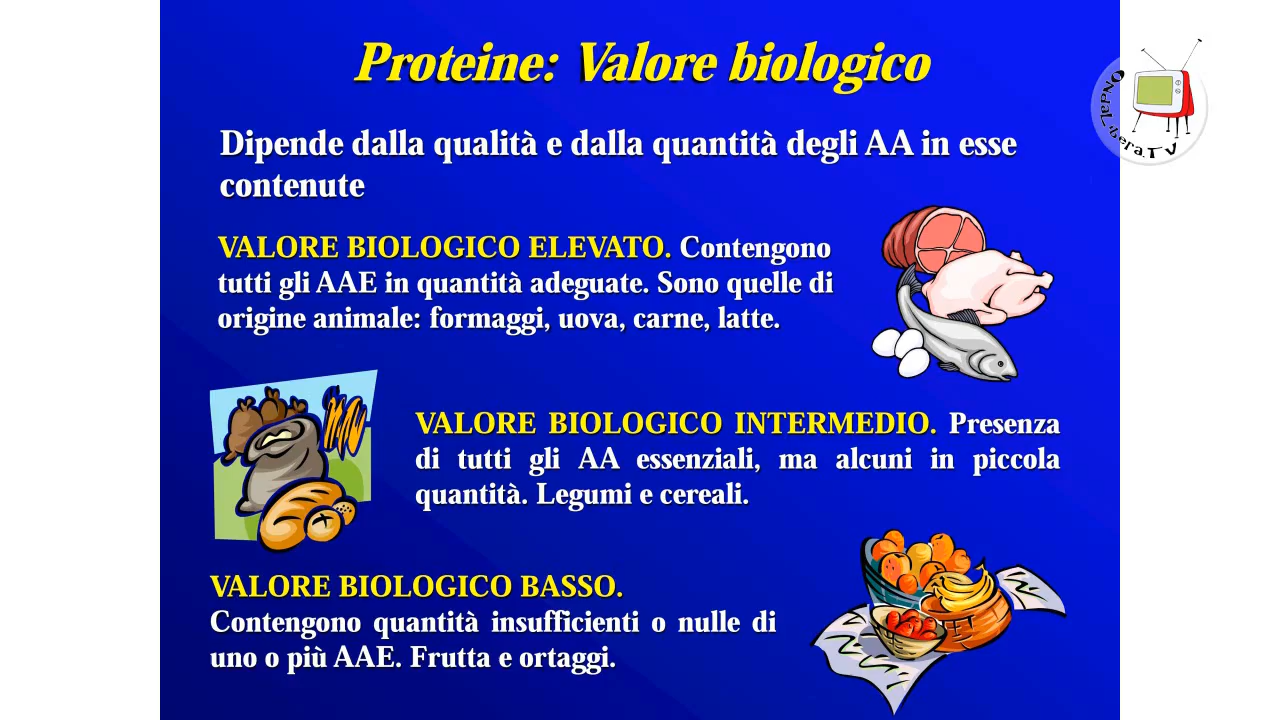 Proteine: Valore biologico
OndaLiberaTV
Dipende dalla qualità e dalla quantità degli AA in esse
contenute
VALORE BIOLOGICO ELEVATO. Contengono
tutti gli AAE in quantità adeguate. Sono quelle di
origine animale: formaggi, uova, carne, latte.
VALORE BIOLOGICO INTERMEDIO. Presenza
di tutti gli AA essenziali, ma alcuni in piccola
quantità. Legumi e cereali.
VALORE BIOLOGICO BASSO.
Contengono quantità insufficienti o nulle di
uno o più AAE. Frutta e ortaggi.